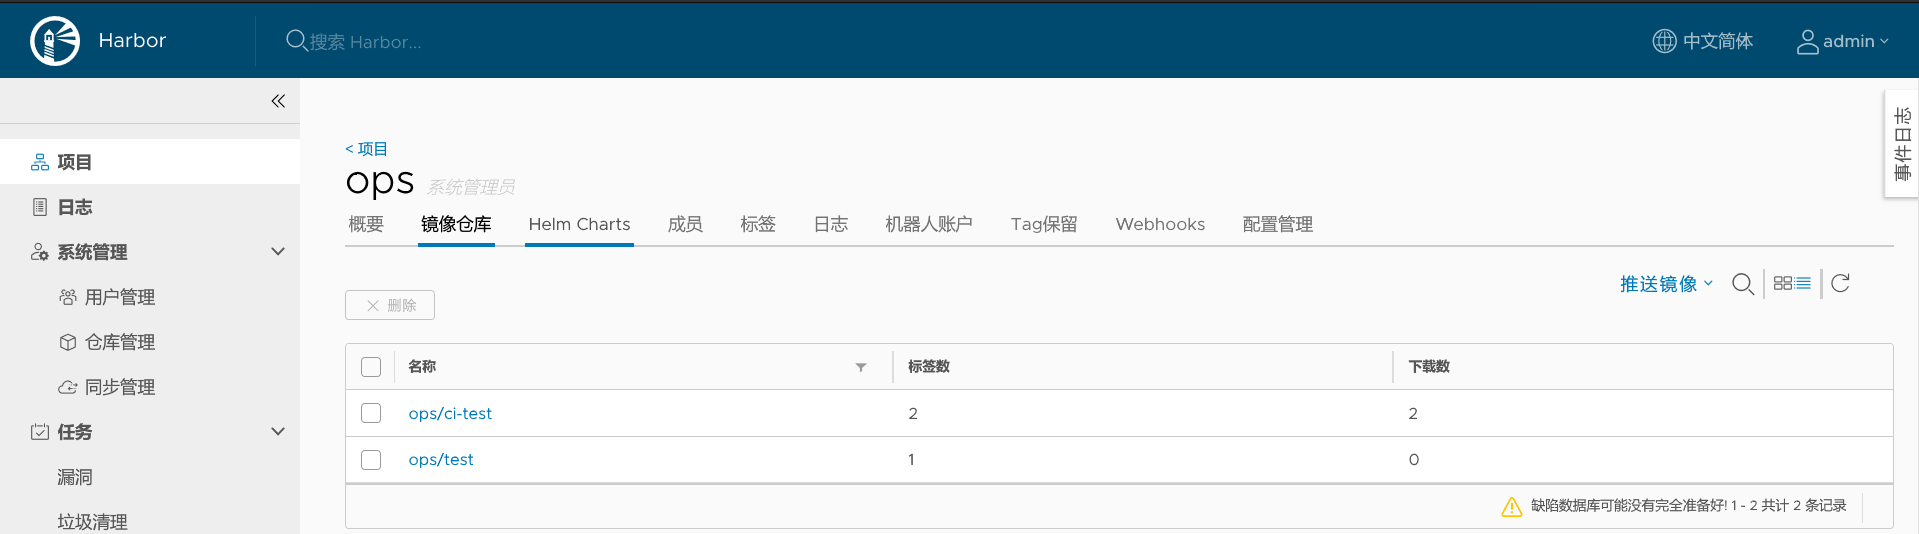 Harbor
搜索 Harbor...
中文简体
admin
事件日志
项目
日志
系统管理
用户管理
仓库管理
同步管理
任务
漏洞
垃圾清理
< 项目
ops 系统管理员
概要 镜像仓库 Helm Charts 成员 标签 日志 机器人账户 Tag保留 Webhooks 配置管理
推送镜像
删除
名称 标签数 下载数
ops/ci-test 2 2
ops/test 1 0
缺陷数据库可能没有完全准备好! 1 - 2 共计 2 条记录